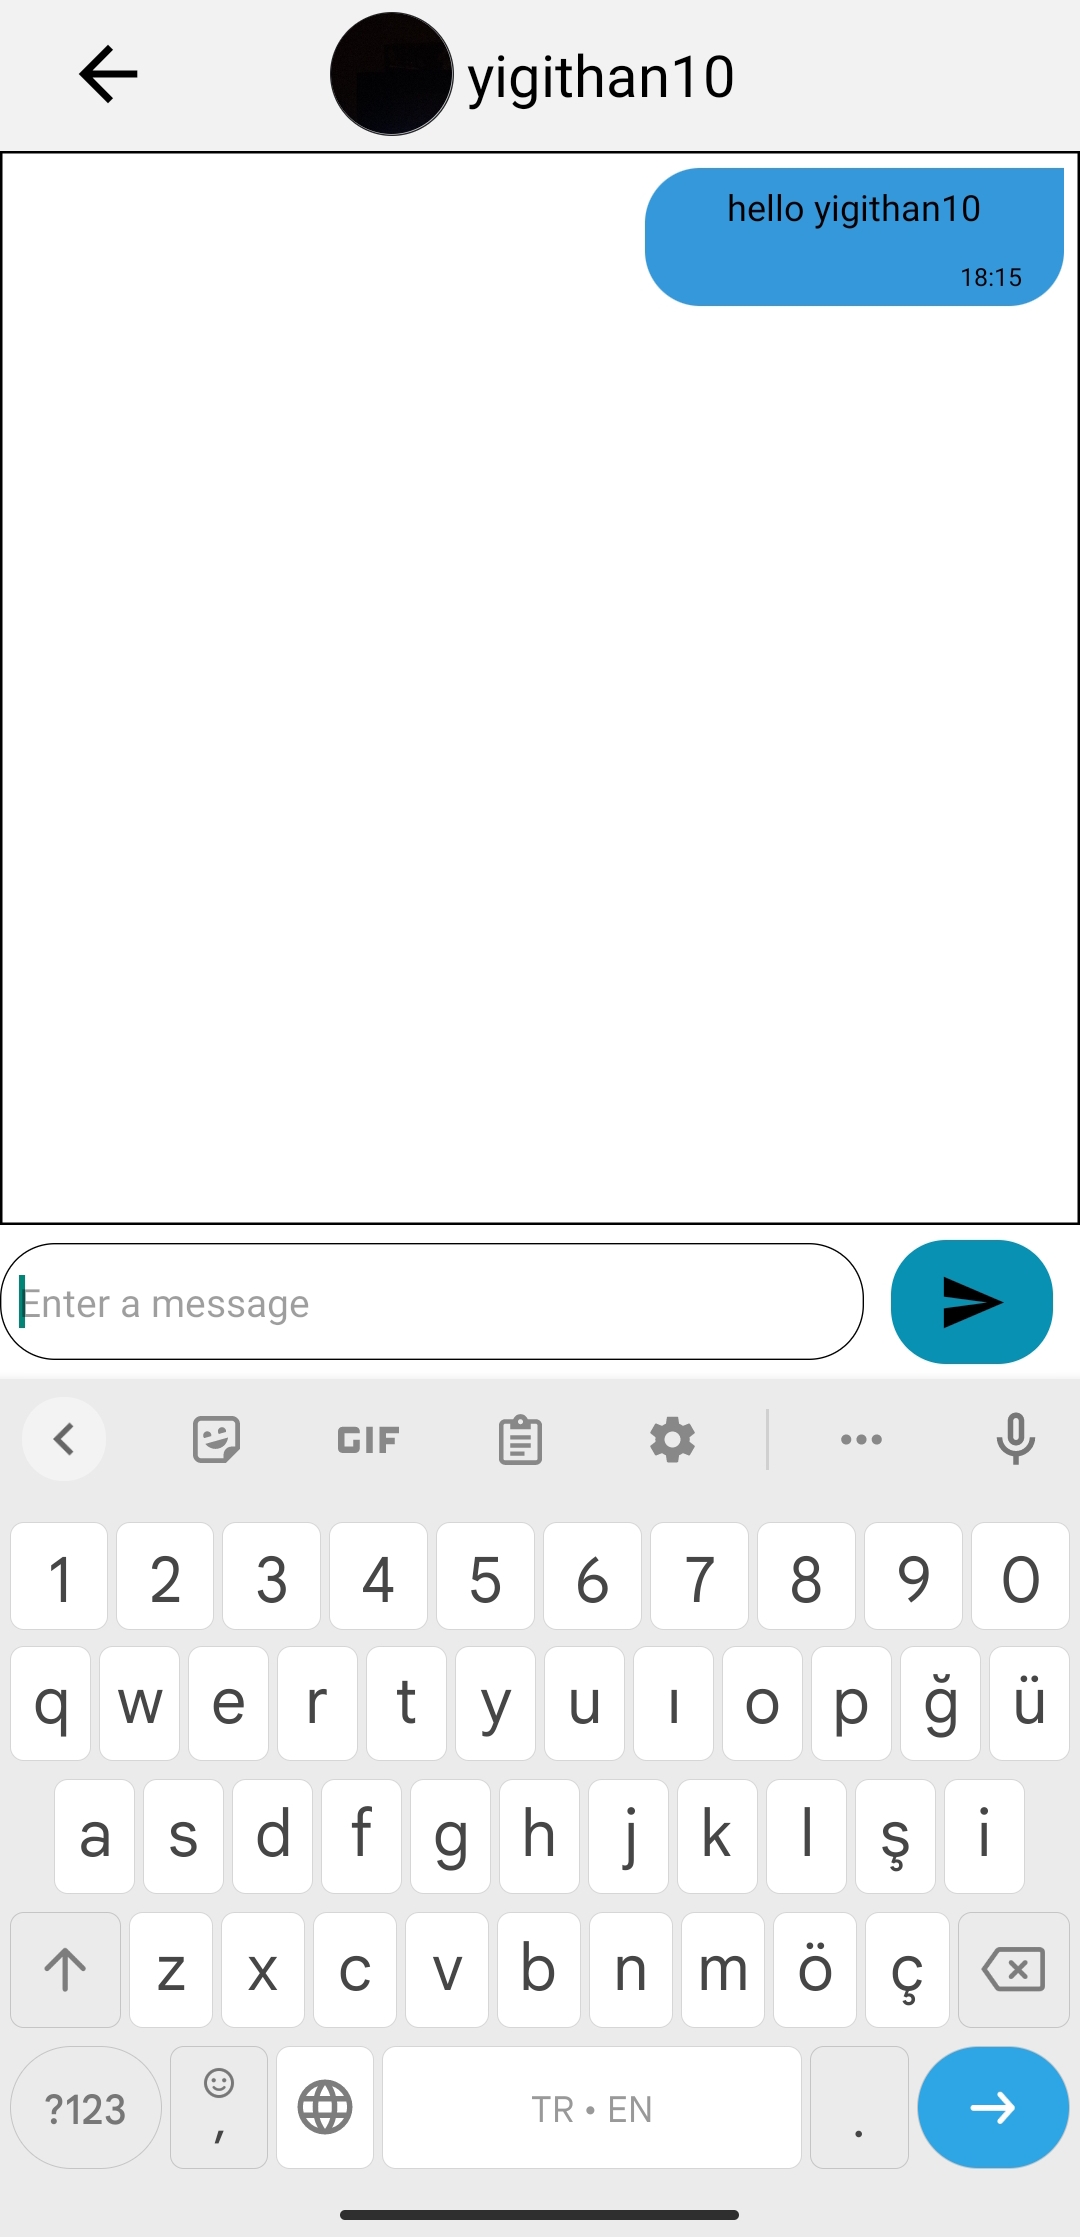 yigithan10
hello yigithan10
18:15
Enter a message
GIF
1 2 3 4 5 6 7 8 9 0
q w e r t y u ı o p ğ ü
a s d f g h j k l ş i
z x c v b n m ö ç
?123 , TR • EN .